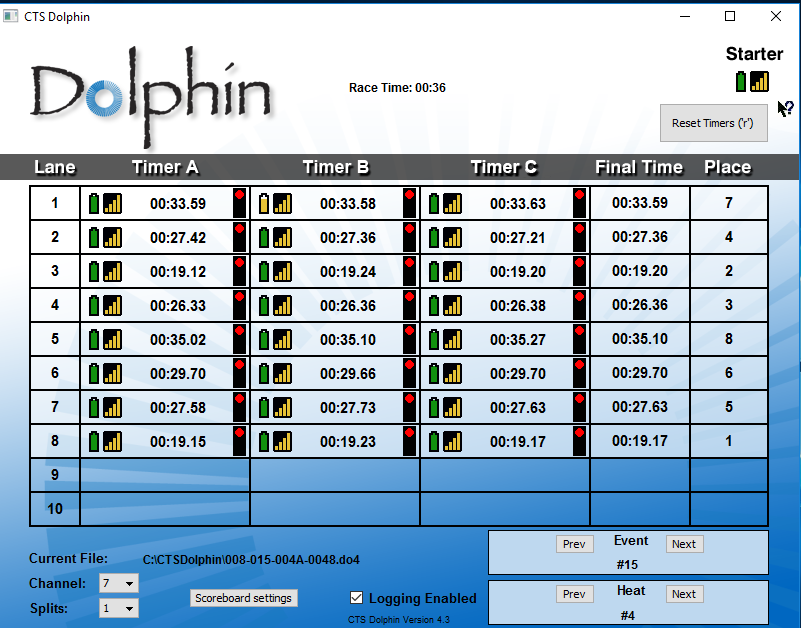 CTS Dolphin
Dolphin
Race Time: 00:36
Starter
Reset Timers ('r')
Lane Timer A Timer B Timer C Final Time Place
1 00:33.59 00:33.58 00:33.63 00:33.59 7
2 00:27.42 00:27.36 00:27.21 00:27.36 4
3 00:19.12 00:19.24 00:19.20 00:19.20 2
4 00:26.33 00:26.36 00:26.38 00:26.36 3
5 00:35.02 00:35.10 00:35.27 00:35.10 8
6 00:29.70 00:29.66 00:29.70 00:29.70 6
7 00:27.58 00:27.73 00:27.63 00:27.63 5
8 00:19.15 00:19.23 00:19.17 00:19.17 1
9
10
Current File: C:\CTSDolphin\008-015-004A-0048.do4
Channel: 7
Splits: 1
Scoreboard settings
Logging Enabled
CTS Dolphin Version 4.3
Prev Event Next
#15
Prev Heat Next
#4